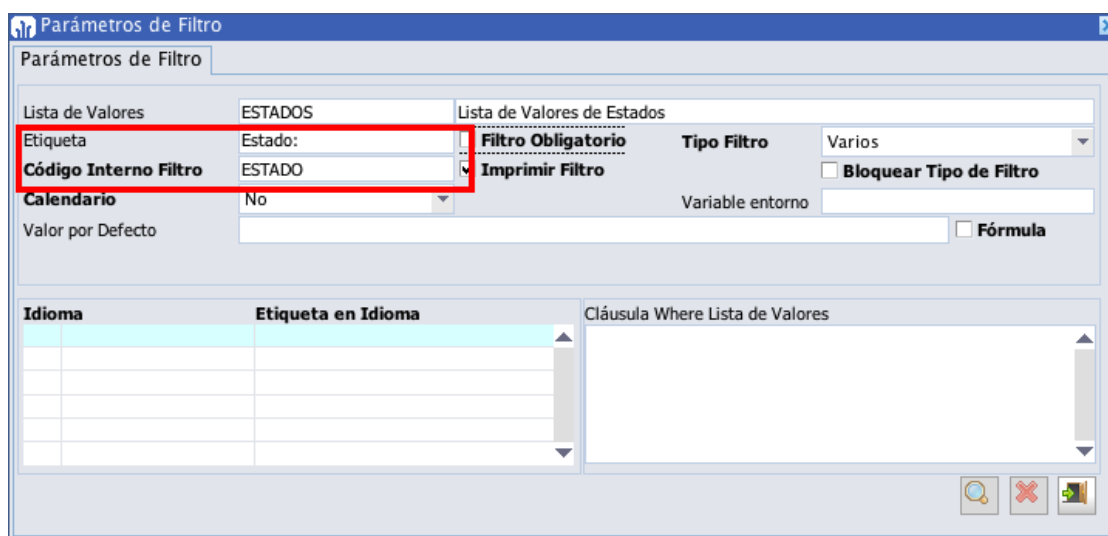 Parámetros de Filtro
Parámetros de Filtro
Lista de Valores ESTADOS Lista de Valores de Estados
Etiqueta Estado: Filtro Obligatorio Tipo Filtro Varios
Código Interno Filtro ESTADO Imprimir Filtro Bloquear Tipo de Filtro
Calendario No Variable entorno
Valor por Defecto Fórmula
Idioma Etiqueta en Idioma Cláusula Where Lista de Valores